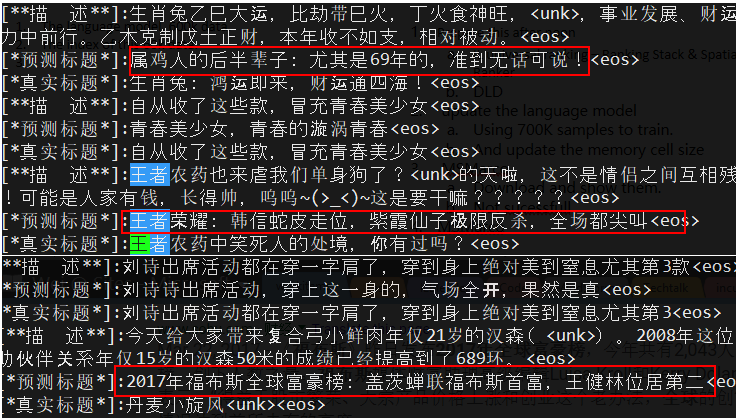 [**描　述**]:生肖兔乙巳大运，比劫带巳火，丁火食神旺，<unk>，事业发展、财运
力中前行。乙木克制戊土正财，本年收不如支，相对被动。<eos>
[*预测标题*]:属鸡人的后半辈子：尤其是69年的，准到无话可说！<eos>
[*真实标题*]:生肖兔：鸿运即来，财运通四海！<eos>
[**描　述**]:自从收了这些款，冒充青春美少女<eos>
[*预测标题*]:青春美少女，青春的漩涡青春<eos>
[*真实标题*]:自从收了这些款，冒充青春美少女<eos>
[**描　述**]:王者农药也来虐我们单身狗了？<unk>的天啦，这不是情侣之间互相残
！可能是人家有钱，长得帅，呜呜~(>_<)~这是要干嘛？？？？<eos>
[*预测标题*]:王者荣耀：韩信蛇皮走位，紫霞仙子极限反杀，全场都尖叫<eos
[*真实标题*]:王者农药中笑死人的处境，你有过吗？<eos>
[**描　述**]:刘诗出席活动都在穿一字肩了，穿到身上绝对美到窒息尤其第3款<eos
*预测标题*]:刘诗诗出席活动，穿上这一身的，气场全开，果然是真<eos>
*真实标题*]:刘诗出席活动都在穿一字肩了，穿到身上绝对美到窒息尤其第3<eos>
[**描　述**]:今天给大家带来复合弓小鲜肉年仅21岁的汉森(　<unk>)　2008年这位
助伙伴关系年仅15岁的汉森50米的成绩已经提高到了689环。<eos>
*预测标题*]:2017年福布斯全球富豪榜：盖茨蝉联福布斯首富，王健林位居第二<eos
*真实标题*]:丹麦小旋风<unk><eos>
b. DLD
update the language model
a. Using 700K samples to train.
And update the memory cell size